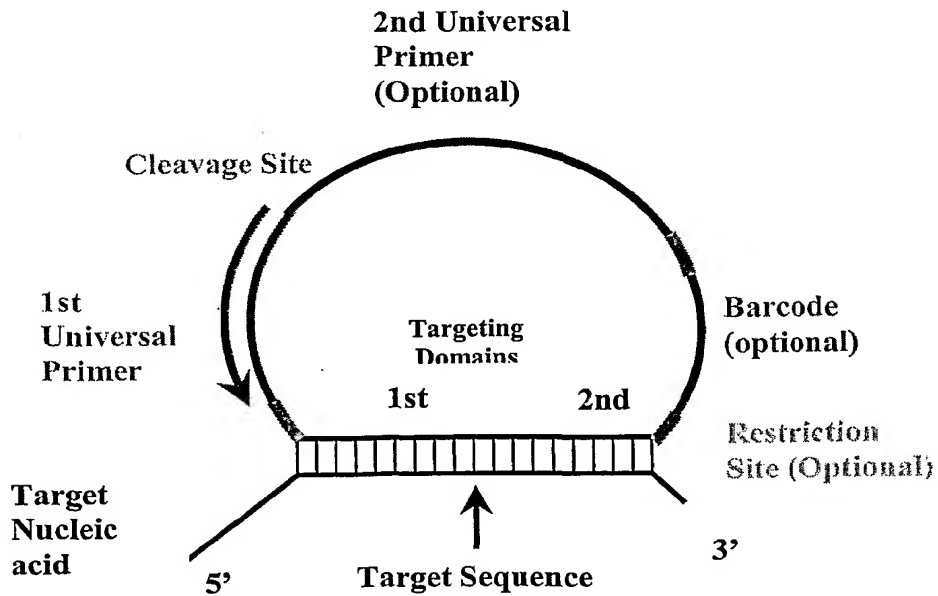 2nd Universal
Primer
(Optional)
Cleavage Site
1st
Universal
Primer
Targeting
Domains
Barcode
(optional)
1st
2nd
Restriction
Site (Optional)
Target
Nucleic
acid
5’
Target Sequence
3’